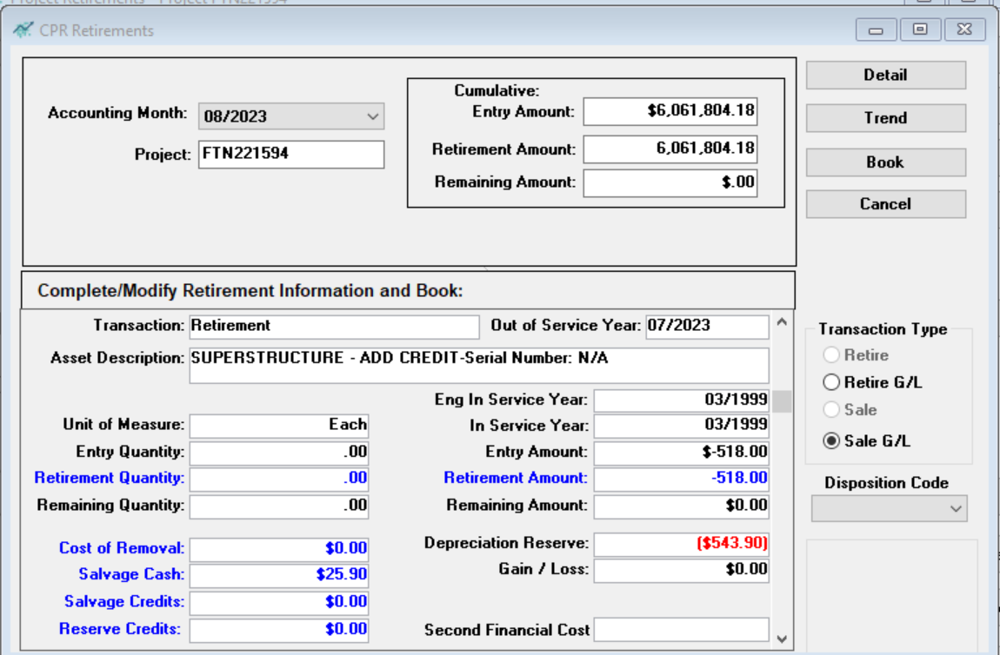 Project Retirements - Project FTN221594
CPR Retirements
Accounting Month: 08/2023
Project: FTN221594
Cumulative:
Entry Amount: $6,061,804.18
Retirement Amount: 6,061,804.18
Remaining Amount: $.00
Detail
Trend
Book
Cancel
Complete/Modify Retirement Information and Book:
Transaction: Retirement Out of Service Year: 07/2023
Asset Description: SUPERSTRUCTURE - ADD CREDIT-Serial Number: N/A
Eng In Service Year: 03/1999
Unit of Measure: Each In Service Year: 03/1999
Entry Quantity: .00 Entry Amount: $-518.00
Retirement Quantity: .00 Retirement Amount: -518.00
Remaining Quantity: .00 Remaining Amount: $0.00
Cost of Removal: $0.00 Depreciation Reserve: ($543.90)
Salvage Cash: $25.90 Gain / Loss: $0.00
Salvage Credits: $0.00
Reserve Credits: $0.00 Second Financial Cost
Transaction Type
Retire
Retire G/L
Sale
Sale G/L
Disposition Code